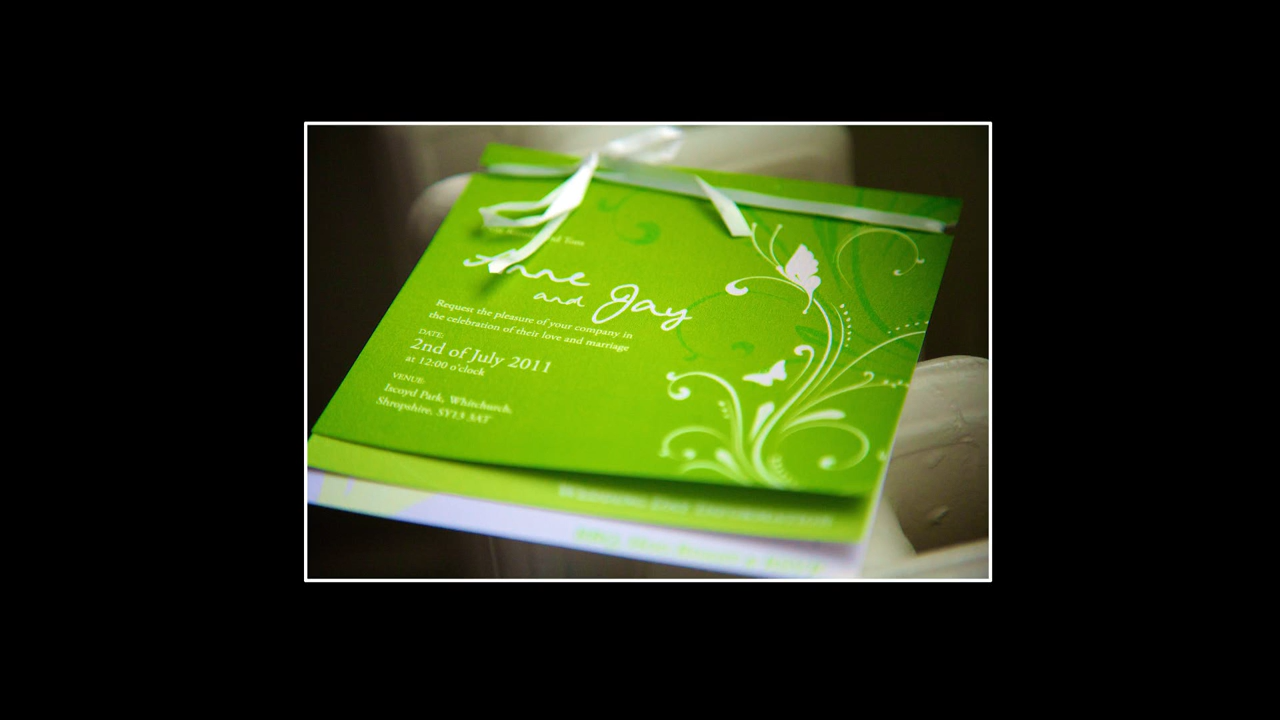 Anne
and Jay
Request the pleasure of your company in
the celebration of their love and marriage
DATE:
2nd of July 2011
at 12:00 o'clock
VENUE:
Iscoyd Park, Whitchurch,
Shropshire, SY13 3AT